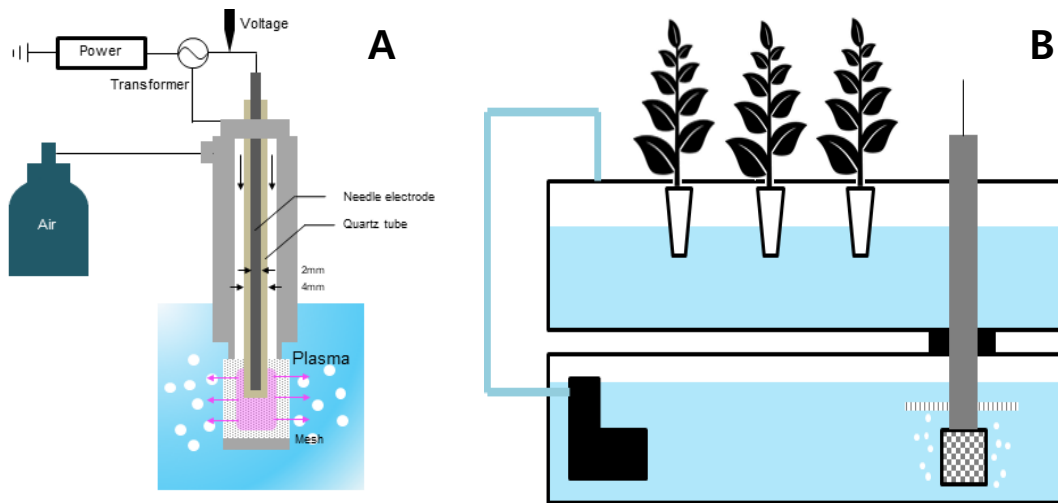 Voltage
A
B
Power
Transformer
Needle electrode
Air
Quartz tube
2mm
4mm
Plasma
Mesh